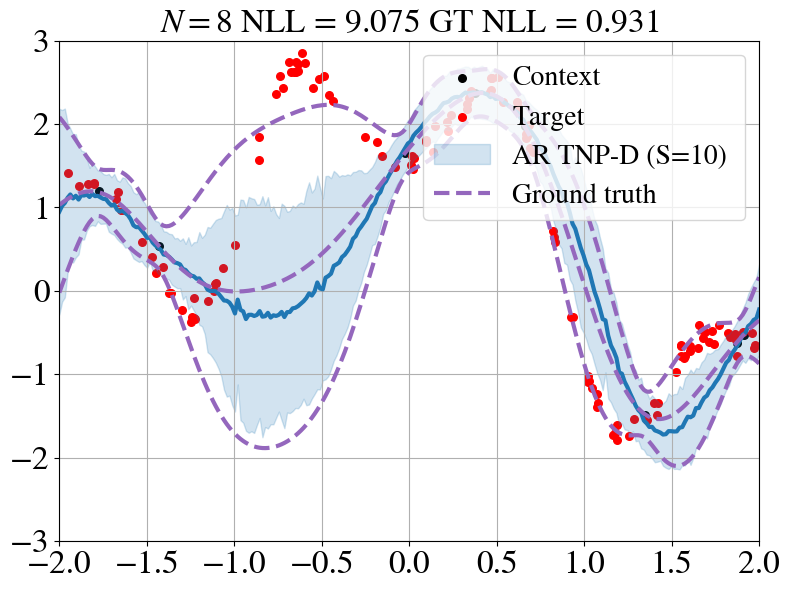 N = 8 NLL = 9.075 GT NLL = 0.931
3
2
1
0
−1
−2
−3
Context
Target
AR TNP-D (S=10)
Ground truth
−2.0 −1.5 −1.0 −0.5 0.0 0.5 1.0 1.5 2.0